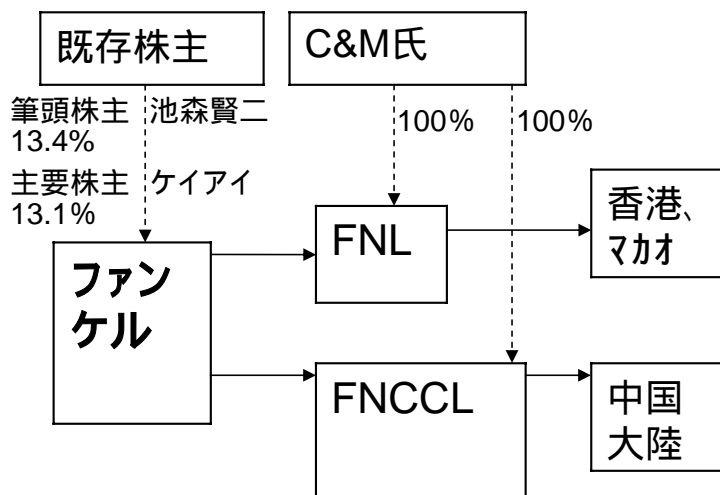 既存株主
C&M氏
筆頭株主 池森賢二
13.4%
100%
100%
主要株主 ケイアイ
13.1%
香港、
マカオ
FNL
ファン
ケル
FNCCL
中国
大陸